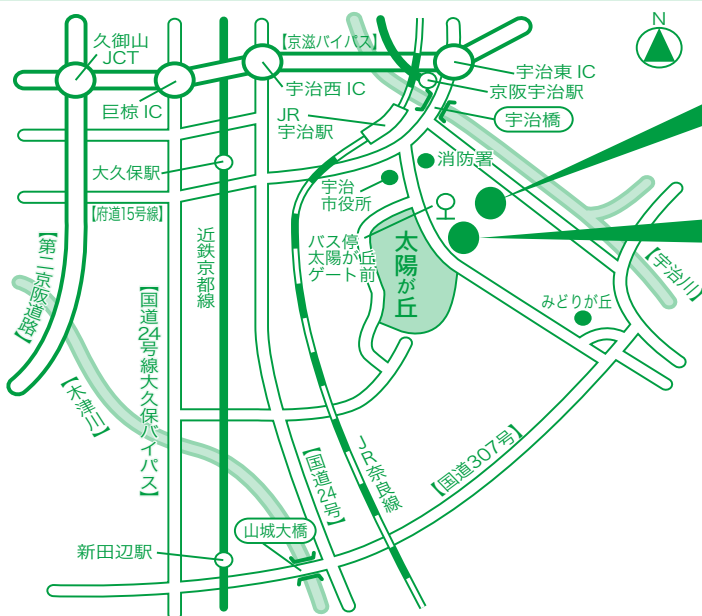 N
久御山
JCT
【京滋バイパス】
宇治東 IC
京阪宇治駅
宇治西 IC
巨椋 IC
JR
宇治駅
宇治橋
消防署
大久保駅
宇治
市役所
【府道15号線】
バス停
太陽が丘
ゲート前
太陽が丘
【第二京阪道路】
近鉄京都線
【宇治川】
みどりが丘
【国道24号線大久保バイパス】
【木津川】
【国道24号】
JR奈良線
【国道307号】
山城大橋
新田辺駅